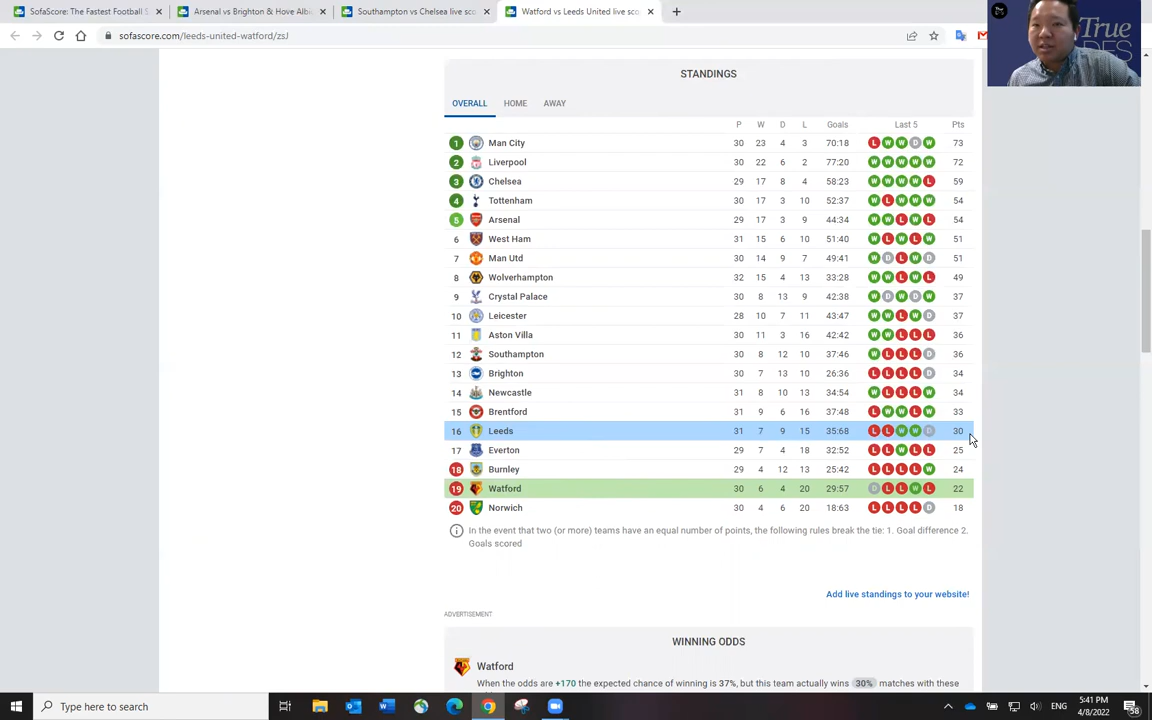 SofaScore: The Fastest Football S
Arsenal vs Brighton & Hove Albi
Southampton vs Chelsea live sco
Watford vs Leeds United live sco
sofascore.com/leeds-united-watford/zsJ
True
STANDINGS
OVERALL HOME AWAY
P W D L Goals Last 5 Pts
1 Man City 30 23 4 3 70:18 L W W D W 73
2 Liverpool 30 22 6 2 77:20 W W W W W 72
3 Chelsea 29 17 8 4 58:23 W W W W L 59
4 Tottenham 30 17 3 10 52:37 W L W W W 54
5 Arsenal 29 17 3 9 44:34 W W L W L 54
6 West Ham 31 15 6 10 51:40 W L W L W 51
7 Man Utd 30 14 9 7 49:41 W D L W D 51
8 Wolverhampton 32 15 4 13 33:28 W W L W L 49
9 Crystal Palace 30 8 13 9 42:38 W D W D W 37
10 Leicester 28 10 7 11 43:47 W W L W D 37
11 Aston Villa 30 11 3 16 42:42 W W L L L 36
12 Southampton 30 8 12 10 37:46 W L L L D 36
13 Brighton 30 7 13 10 26:36 L L L L D 34
14 Newcastle 31 8 10 13 34:54 W L L L W 34
15 Brentford 31 9 6 16 37:48 L W W L W 33
16 Leeds 31 7 9 15 35:68 L L W W D 30
17 Everton 29 7 4 18 32:52 L L W L L 25
18 Burnley 29 4 12 13 25:42 L L L L W 24
19 Watford 30 6 4 20 29:57 D L L W L 22
20 Norwich 30 4 6 20 18:63 L L L L D 18
In the event that two (or more) teams have an equal number of points, the following rules break the tie: 1. Goal difference 2.
Goals scored
Add live standings to your website!
ADVERTISEMENT
WINNING ODDS
Watford
When the odds are +170 the expected chance of winning is 37%, but this team actually wins 30% matches with these
Type here to search
ENG
5:41 PM
4/8/2022
58